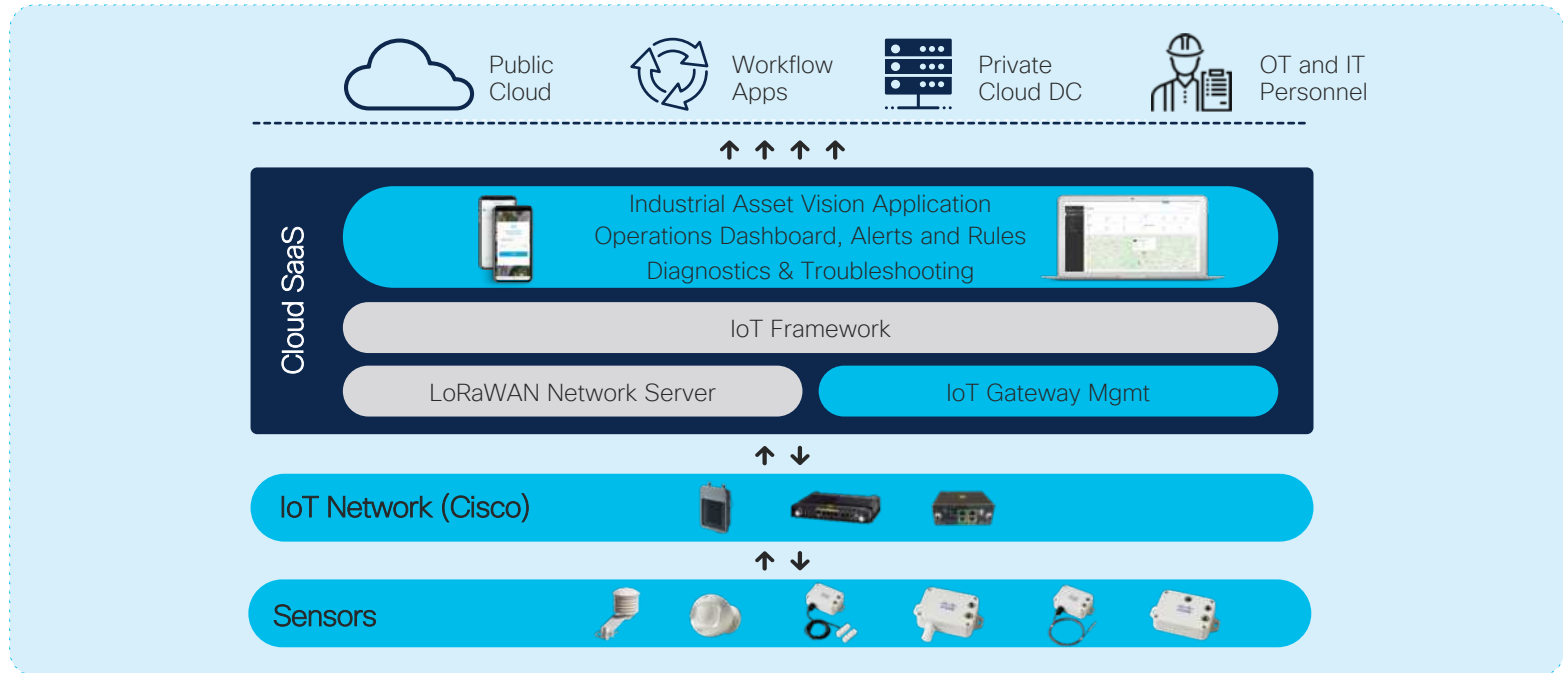 Public
Cloud
Workflow
Apps
Private
Cloud DC
OT and IT
Personnel
Cloud SaaS
Industrial Asset Vision Application
Operations Dashboard, Alerts and Rules
Diagnostics & Troubleshooting
IoT Framework
LoRaWAN Network Server
IoT Gateway Mgmt
IoT Network (Cisco)
Sensors